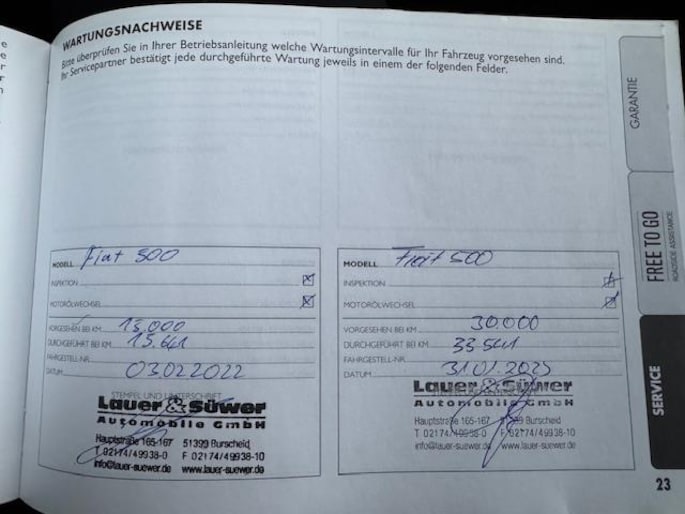 WARTUNGSNACHWEISE
Bitte überprüfen Sie in Ihrer Betriebsanleitung welche Wartungsintervalle für Ihr Fahrzeug vorgesehen sind.
Ihr Servicepartner bestätigt jede durchgeführte Wartung jeweils in einem der folgenden Felder.
MODELL Fiat 500
INSPEKTION
MOTORÖLWECHSEL
VORGESEHEN BEI KM 15.000
DURCHGEFÜHRT BEI KM 15.641
FAHRGESTELL-NR.
DATUM 03.02.2022
STEMPEL UND UNTERSCHRIFT
Lauer & Süwer
Automobile GmbH
Hauptstraße 165-167 51399 Burscheid
T 02174/49938-0 F 02174/49938-10
info@lauer-suewer.de www.lauer-suewer.de
MODELL Fiat 500
INSPEKTION
MOTORÖLWECHSEL
VORGESEHEN BEI KM 30.000
DURCHGEFÜHRT BEI KM 33541
FAHRGESTELL-NR.
DATUM 31.01.2023
Lauer & Süwer
Automobile GmbH
Hauptstraße 165-167 Burscheid
T 02174/49938-0 F 02174/49938-10
info@lauer-suewer.de www.lauer-suewer.de
GARANTIE
FREE TO GO
ROADSIDE ASSISTANCE
SERVICE
23